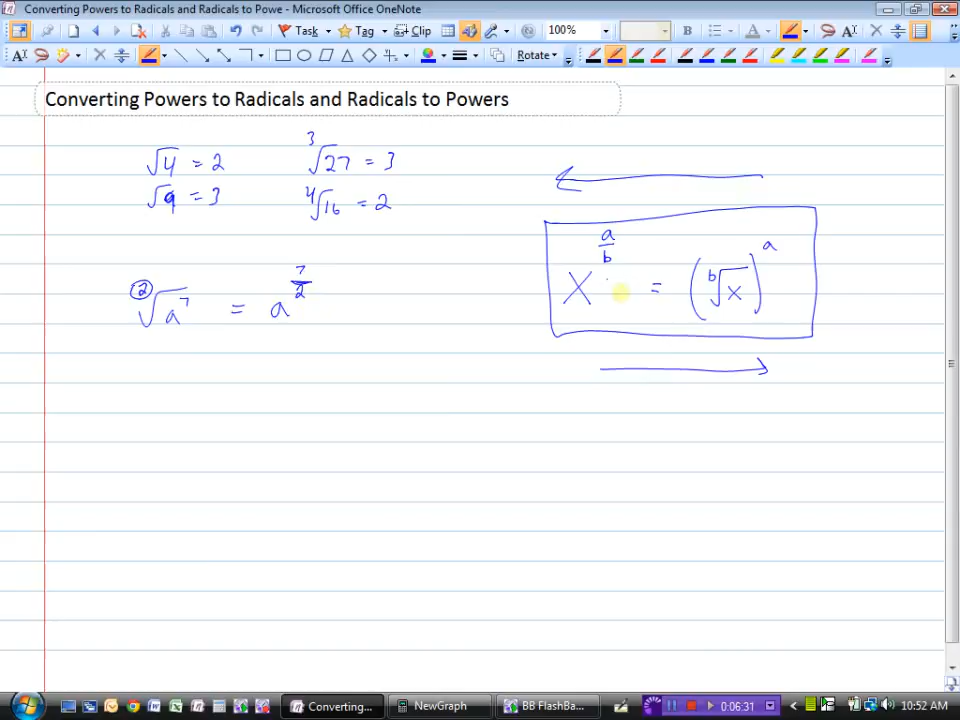 Converting Powers to Radicals and Radicals to Powe - Microsoft Office OneNote
Task Tag Clip 100% B A
A Rotate
Converting Powers to Radicals and Radicals to Powers
√4 = 2 ³√27 = 3
√9 = 3 ⁴√16 = 2
x^(a/b) = (ᵇ√x)^a
②√a⁷ = a^(7/2)
Converting... NewGraph BB FlashBa... 0:06:31 10:52 AM